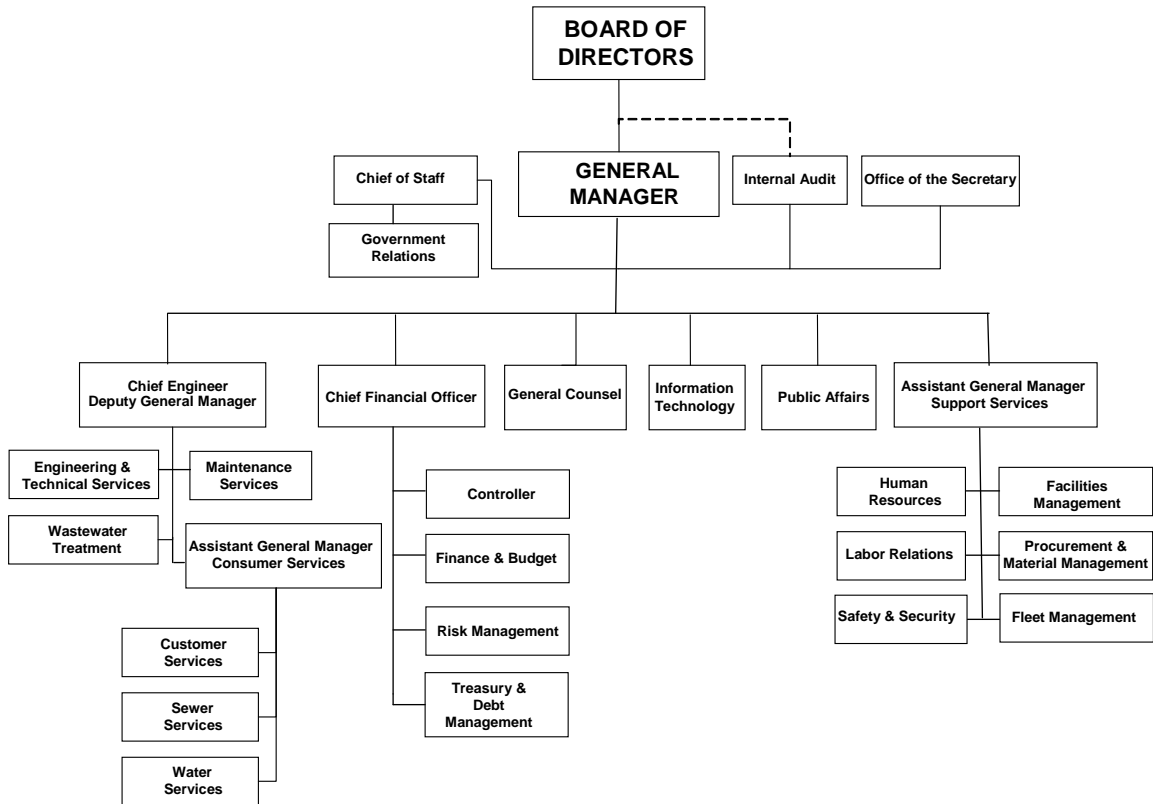 BOARD OF
DIRECTORS
Chief of Staff
GENERAL
MANAGER
Internal Audit
Office of the Secretary
Government
Relations
Chief Engineer
Deputy General Manager
Chief Financial Officer
General Counsel
Information
Technology
Public Affairs
Assistant General Manager
Support Services
Engineering &
Technical Services
Maintenance
Services
Wastewater
Treatment
Assistant General Manager
Consumer Services
Customer
Services
Sewer
Services
Water
Services
Controller
Finance & Budget
Risk Management
Treasury &
Debt
Management
Human
Resources
Facilities
Management
Labor Relations
Procurement &
Material Management
Safety & Security
Fleet Management